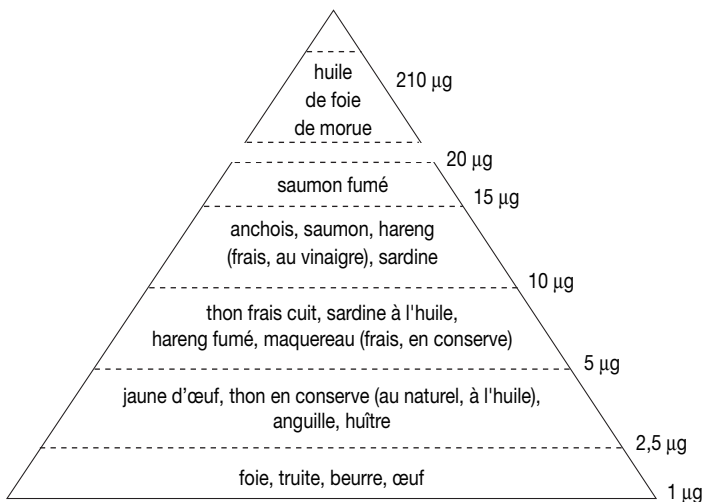 huile
de foie
de morue
210 µg
20 µg
saumon fumé
15 µg
anchois, saumon, hareng
(frais, au vinaigre), sardine
10 µg
thon frais cuit, sardine à l'huile,
hareng fumé, maquereau (frais, en conserve)
5 µg
jaune d’œuf, thon en conserve (au naturel, à l'huile),
anguille, huître
2,5 µg
foie, truite, beurre, œuf
1 µg